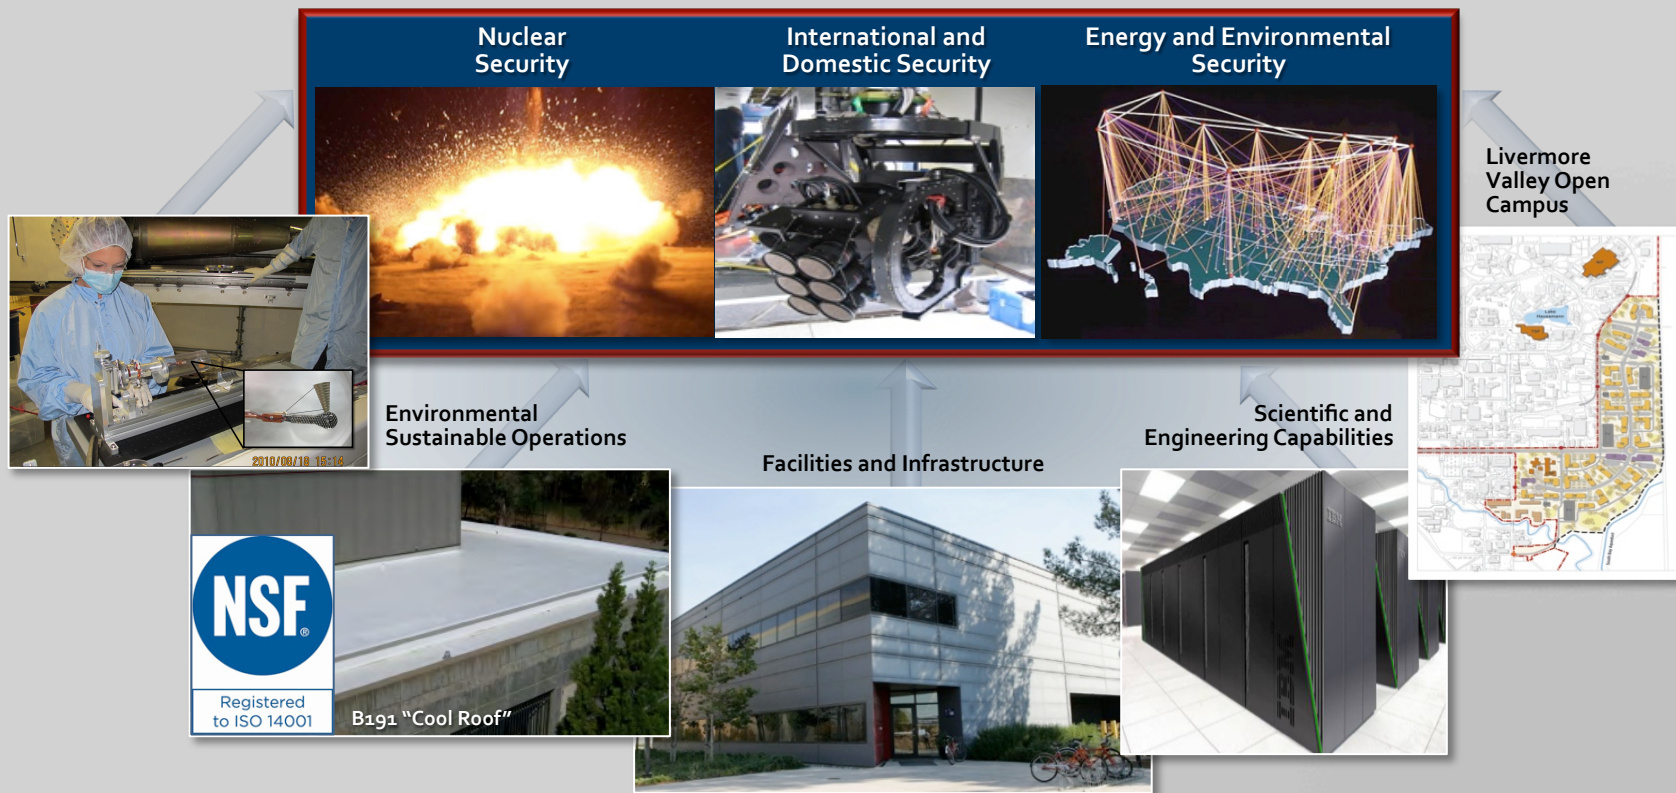 Nuclear
Security
International and
Domestic Security
Energy and Environmental
Security
Livermore
Valley Open
Campus
Lake
Haussmann
2010/08/18 15:14
Environmental
Sustainable Operations
Facilities and Infrastructure
Scientific and
Engineering Capabilities
NSF®
Registered
to ISO 14001
B191 “Cool Roof”
IBM
IBM